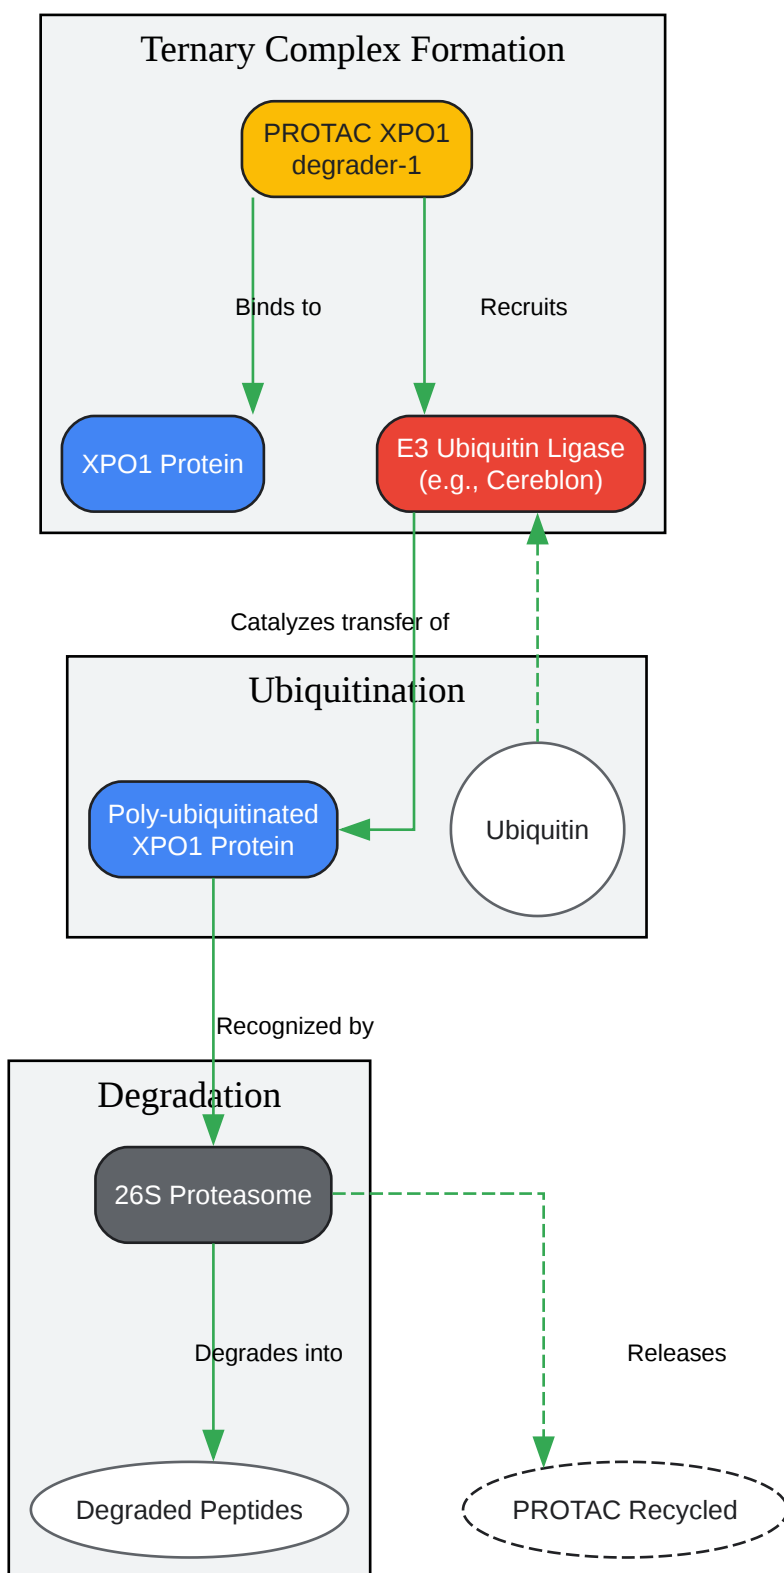 Ternary Complex Formation
PROTAC XPO1
degrader-1
Binds to
Recruits
XPO1 Protein
E3 Ubiquitin Ligase
(e.g., Cereblon)
Catalyzes transfer of
Ubiquitination
Poly-ubiquitinated
XPO1 Protein
Ubiquitin
Recognized by
Degradation
26S Proteasome
Degrades into
Releases
Degraded Peptides
PROTAC Recycled